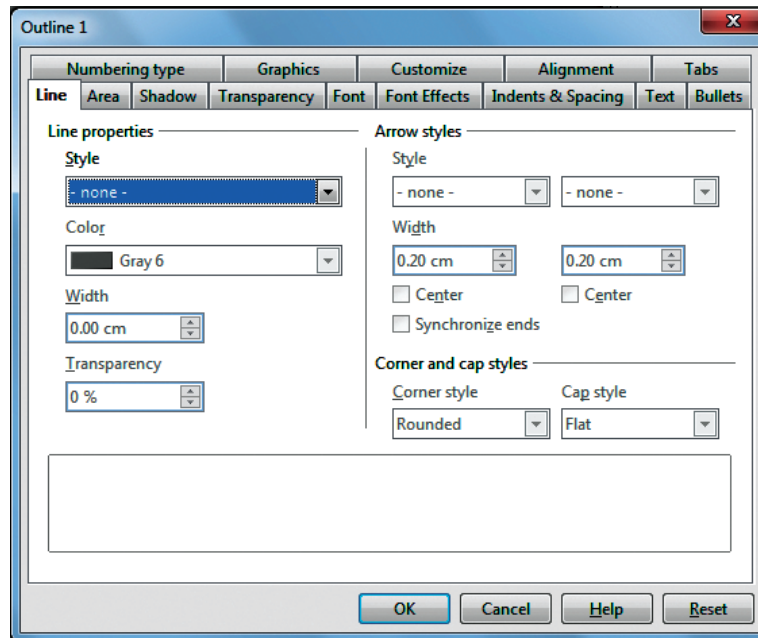 Outline 1
Numbering type Graphics Customize Alignment Tabs
Line Area Shadow Transparency Font Font Effects Indents & Spacing Text Bullets
Line properties
Style
- none -
Color
Gray 6
Width
0.00 cm
Transparency
0 %
Arrow styles
Style
- none - - none -
Width
0.20 cm 0.20 cm
Center Center
Synchronize ends
Corner and cap styles
Corner style Cap style
Rounded Flat
OK Cancel Help Reset